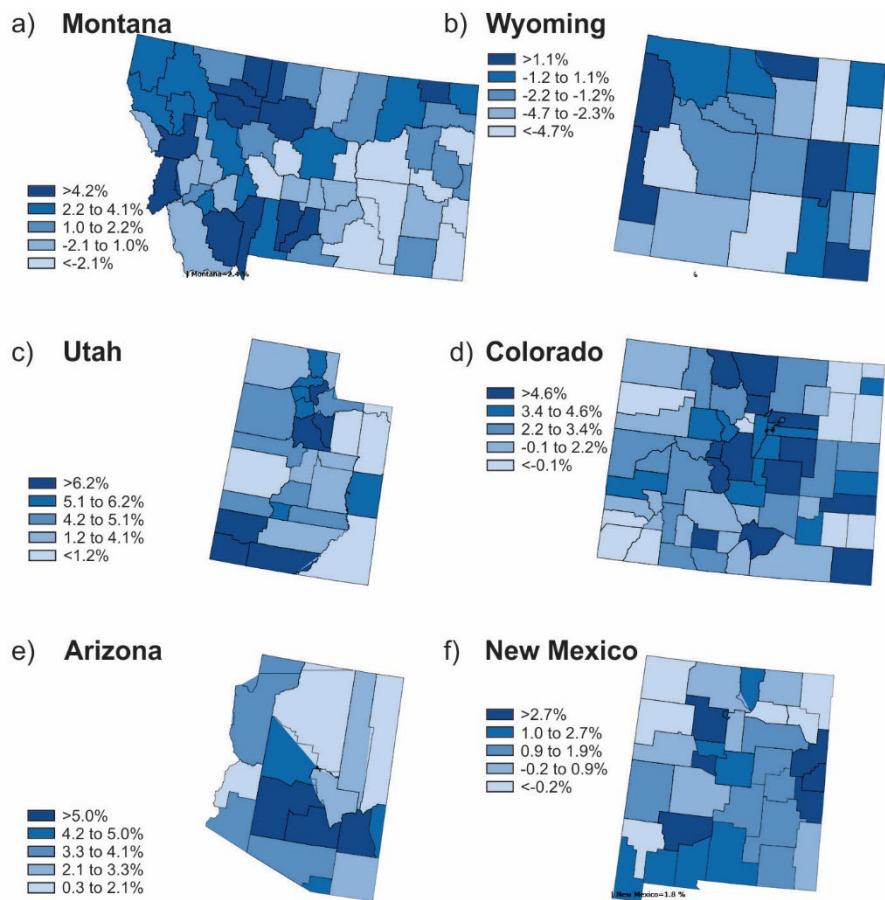 a) Montana
>4.2%
2.2 to 4.1%
1.0 to 2.2%
-2.1 to 1.0%
<-2.1%
b) Wyoming
>1.1%
-1.2 to 1.1%
-2.2 to -1.2%
-4.7 to -2.3%
<-4.7%
6
c) Utah
>6.2%
5.1 to 6.2%
4.2 to 5.1%
1.2 to 4.1%
<1.2%
d) Colorado
>4.6%
3.4 to 4.6%
2.2 to 3.4%
-0.1 to 2.2%
<-0.1%
e) Arizona
>5.0%
4.2 to 5.0%
3.3 to 4.1%
2.1 to 3.3%
0.3 to 2.1%
f) New Mexico
>2.7%
1.0 to 2.7%
0.9 to 1.9%
-0.2 to 0.9%
<-0.2%
New Mexico=1.8 %